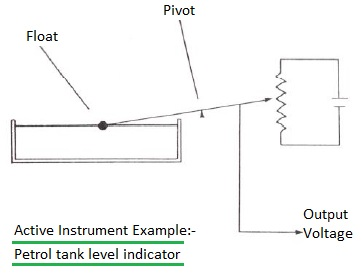 Pivot
Float
Output
Voltage
Active Instrument Example:-
Petrol tank level indicator